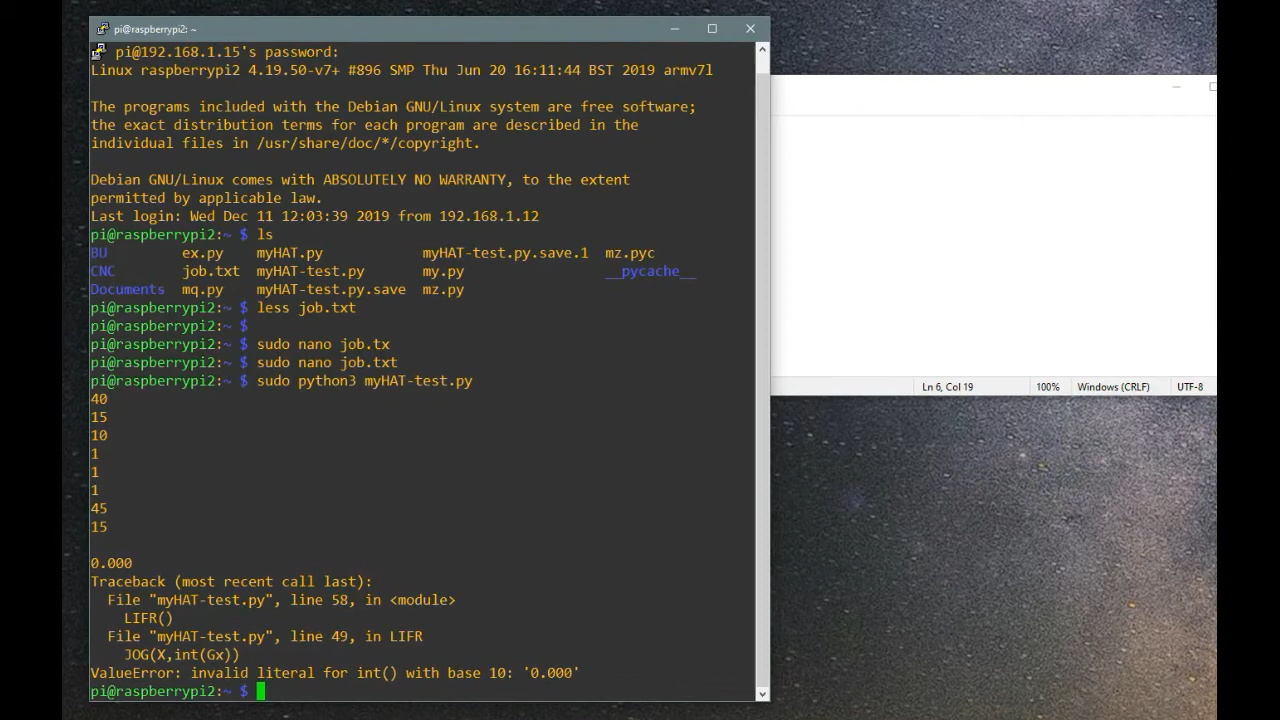 pi@raspberrypi2: ~
pi@192.168.1.15's password:
Linux raspberrypi2 4.19.50-v7+ #896 SMP Thu Jun 20 16:11:44 BST 2019 armv7l
The programs included with the Debian GNU/Linux system are free software;
the exact distribution terms for each program are described in the
individual files in /usr/share/doc/*/copyright.
Debian GNU/Linux comes with ABSOLUTELY NO WARRANTY, to the extent
permitted by applicable law.
Last login: Wed Dec 11 12:03:39 2019 from 192.168.1.12
pi@raspberrypi2:~ $ ls
BU ex.py myHAT.py myHAT-test.py.save.1 mz.pyc
CNC job.txt myHAT-test.py my.py __pycache__
Documents mq.py myHAT-test.py.save mz.py
pi@raspberrypi2:~ $ less job.txt
pi@raspberrypi2:~ $
pi@raspberrypi2:~ $ sudo nano job.tx
pi@raspberrypi2:~ $ sudo nano job.txt
pi@raspberrypi2:~ $ sudo python3 myHAT-test.py
40
15
10
1
1
1
45
15
0.000
Traceback (most recent call last):
File "myHAT-test.py", line 58, in <module>
LIFR()
File "myHAT-test.py", line 49, in LIFR
JOG(X,int(Gx))
ValueError: invalid literal for int() with base 10: '0.000'
pi@raspberrypi2:~ $
Ln 6, Col 19 100% Windows (CRLF) UTF-8